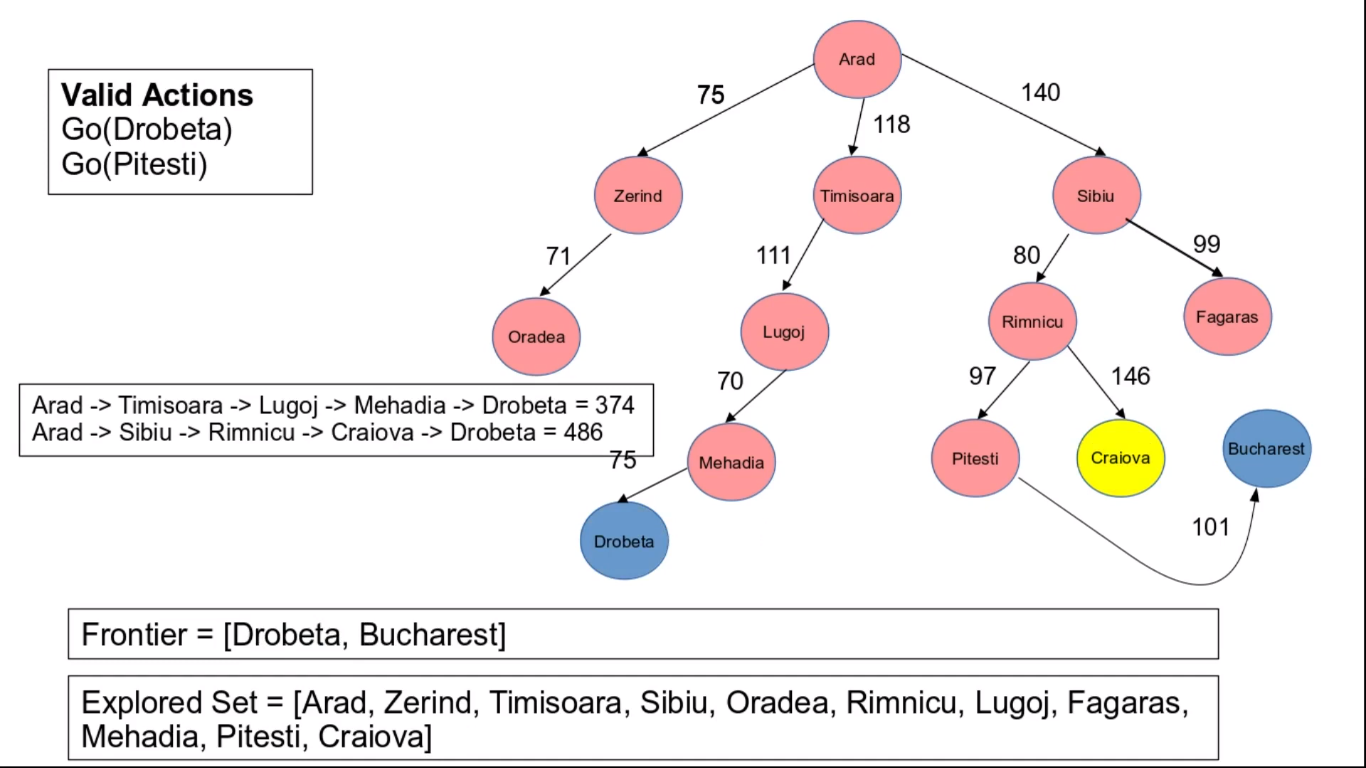 Arad
75
118
140
Valid Actions
Go(Drobeta)
Go(Pitesti)
Zerind
Timisoara
Sibiu
71
111
80
99
Oradea
Lugoj
Rimnicu
Fagaras
70
97
146
Arad -> Timisoara -> Lugoj -> Mehadia -> Drobeta = 374
Arad -> Sibiu -> Rimnicu -> Craiova -> Drobeta = 486
75
Mehadia
Pitesti
Craiova
Bucharest
101
Drobeta
Frontier = [Drobeta, Bucharest]
Explored Set = [Arad, Zerind, Timisoara, Sibiu, Oradea, Rimnicu, Lugoj, Fagaras,
Mehadia, Pitesti, Craiova]